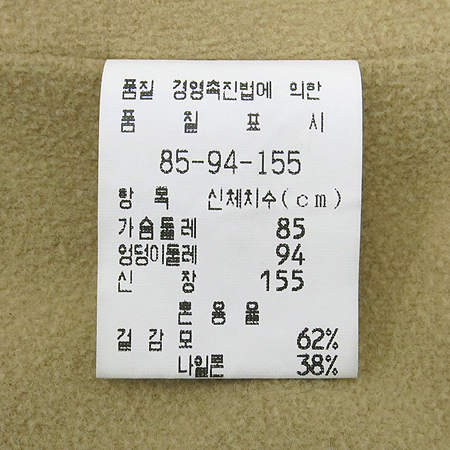 품질 경영촉진법에 의한
품 질 표 시
85-94-155
항 목 신체치수(cm)
가슴둘레 85
엉덩이둘레 94
신 장 155
혼 용 율
겉 감 모 62%
나일론 38%